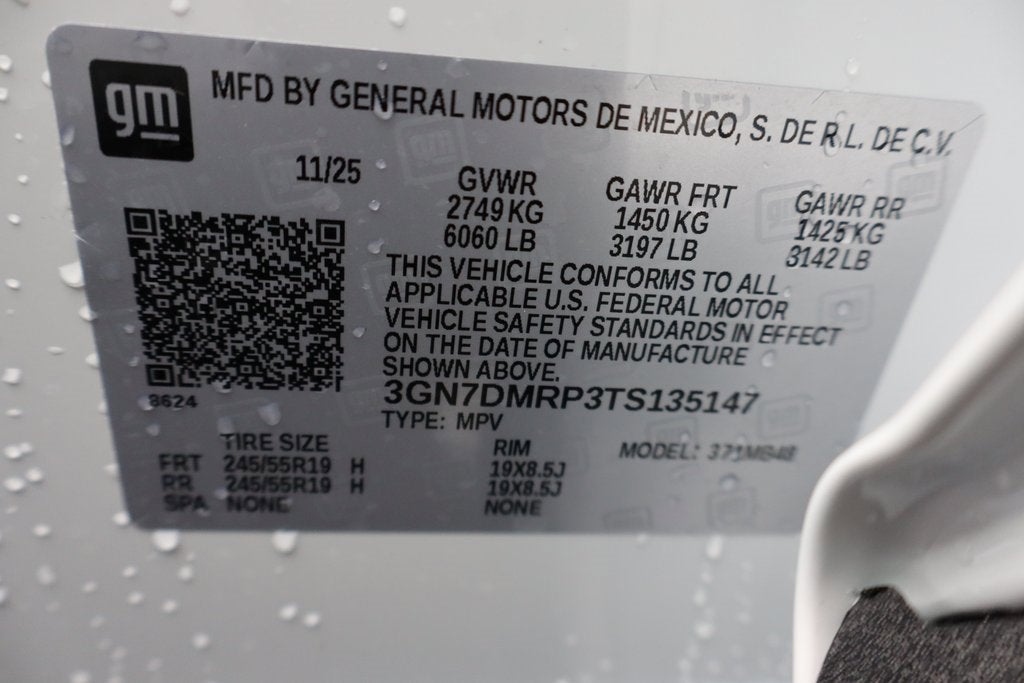 gm
MFD BY GENERAL MOTORS DE MEXICO, S. DE R.L. DE C.V.
11/25 GVWR GAWR FRT GAWR RR
2749 KG 1450 KG 1425 KG
6060 LB 3197 LB 3142 LB
THIS VEHICLE CONFORMS TO ALL
APPLICABLE U.S. FEDERAL MOTOR
VEHICLE SAFETY STANDARDS IN EFFECT
ON THE DATE OF MANUFACTURE
SHOWN ABOVE.
3GN7DMRP3TS135147
8624
TYPE: MPV
TIRE SIZE RIM MODEL:
FRT 245/55R19 H 19X8.5J
RR 245/55R19 H 19X8.5J
SPA NONE NONE